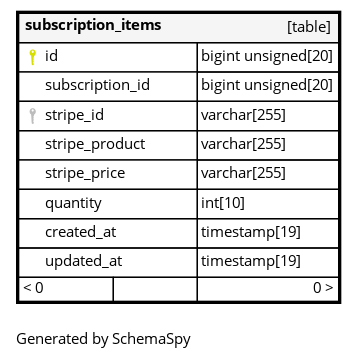 subscription_items [table]
id bigint unsigned[20]
subscription_id bigint unsigned[20]
stripe_id varchar[255]
stripe_product varchar[255]
stripe_price varchar[255]
quantity int[10]
created_at timestamp[19]
updated_at timestamp[19]
< 0 0 >
Generated by SchemaSpy